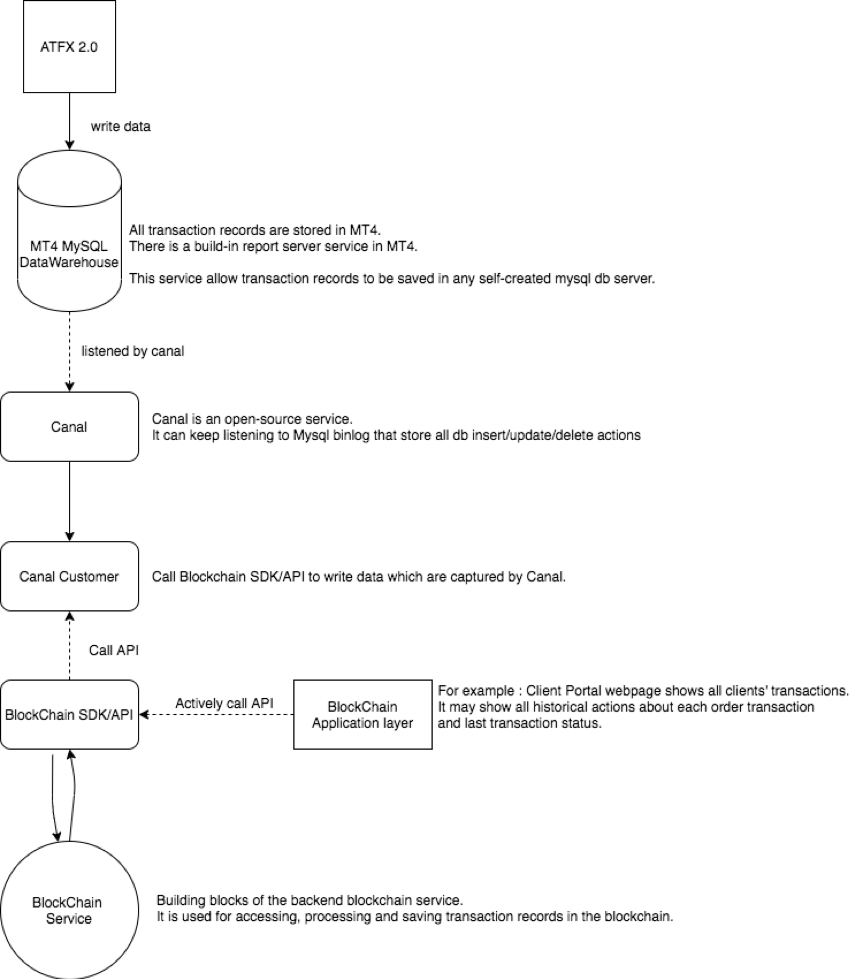 ATFX 2.0
write data
MT4 MySQL
DataWarehouse
All transaction records are stored in MT4.
There is a build-in report server service in MT4.
This service allow transaction records to be saved in any self-created mysql db server.
listened by canal
Canal
Canal is an open-source service.
It can keep listening to Mysql binlog that store all db insert/update/delete actions
Canal Customer
Call Blockchain SDK/API to write data which are captured by Canal.
Call API
BlockChain SDK/API
Actively call API
BlockChain
Application layer
For example : Client Portal webpage shows all clients' transactions.
It may show all historical actions about each order transaction
and last transaction status.
BlockChain
Service
Building blocks of the backend blockchain service.
It is used for accessing, processing and saving transaction records in the blockchain.